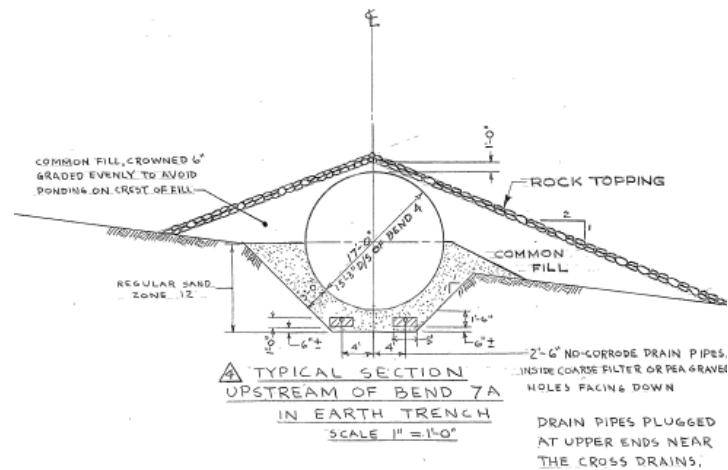 ℄
COMMON FILL, CROWNED 6"
GRADED EVENLY TO AVOID
PONDING ON CREST OF FILL
1'-0"
ROCK TOPPING
2
1
17'-0"
15'-3" D/S OF BEND 4
COMMON
FILL
REGULAR SAND
ZONE 12
1'-6"
6"±
4'
4'
6"±
2'-6" NO-CORRODE DRAIN PIPES,
INSIDE COARSE FILTER OR PEA GRAVEL
HOLES FACING DOWN
4 TYPICAL SECTION
UPSTREAM OF BEND 7A
IN EARTH TRENCH
SCALE 1" = 1'-0"
DRAIN PIPES PLUGGED
AT UPPER ENDS NEAR
THE CROSS DRAINS,